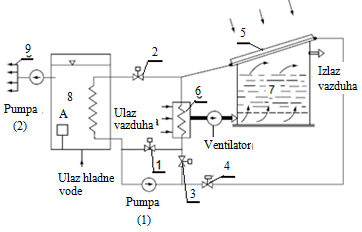 9
2
5
Izlaz
vazduha
8
A
Pumpa
(2)
Ulaz
vazduha
6
7
Ventilator
Ulaz hladne
vode
1
3
4
Pumpa
(1)